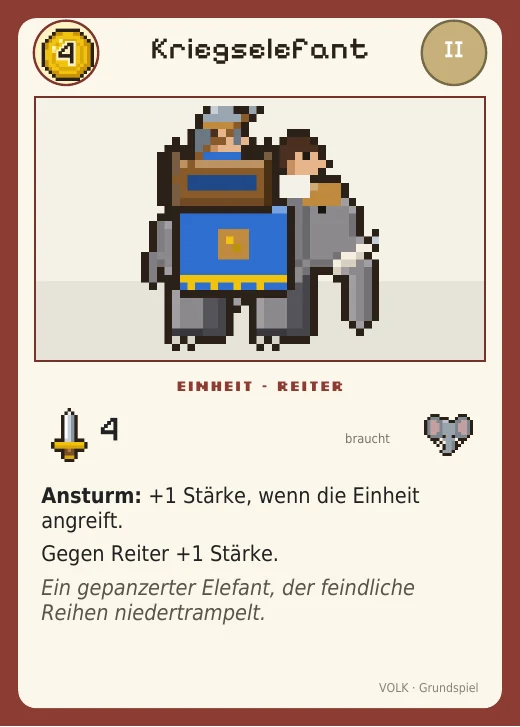 4
Kriegselefant
II
EINHEIT - REITER
4
braucht
Ansturm: +1 Stärke, wenn die Einheit
angreift.
Gegen Reiter +1 Stärke.
Ein gepanzerter Elefant, der feindliche
Reihen niedertrampelt.
VOLK · Grundspiel